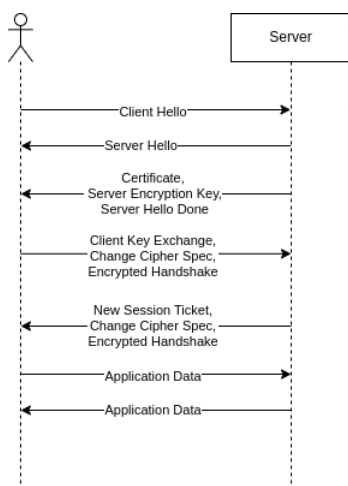 Server
Client Hello
Server Hello
Certificate,
Server Encryption Key,
Server Hello Done
Client Key Exchange,
Change Cipher Spec,
Encrypted Handshake
New Session Ticket,
Change Cipher Spec,
Encrypted Handshake
Application Data
Application Data